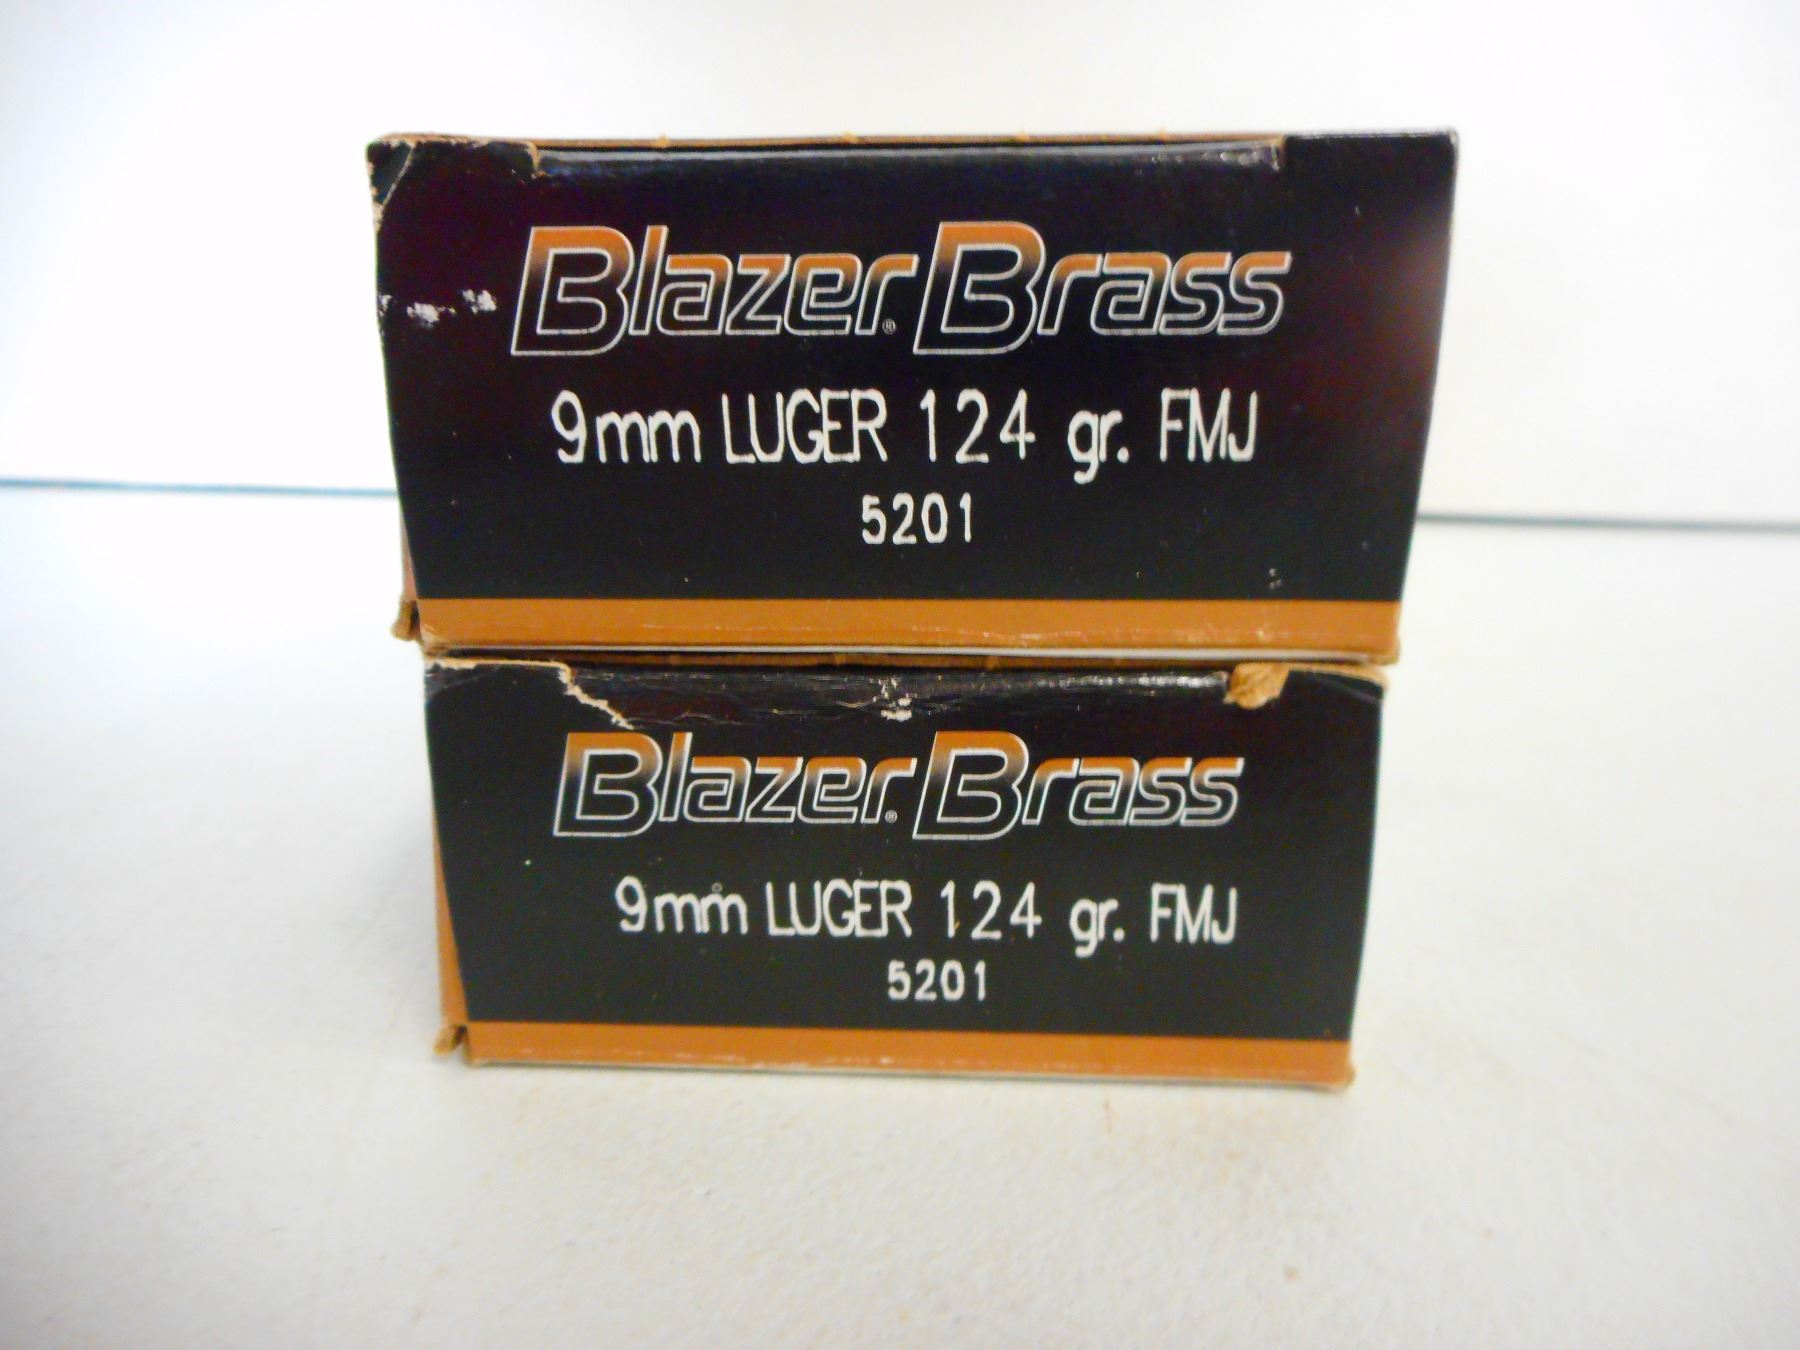 Blazer® Brass
9mm LUGER 124 gr. FMJ
5201
Blazer® Brass
9mm LUGER 124 gr. FMJ
5201